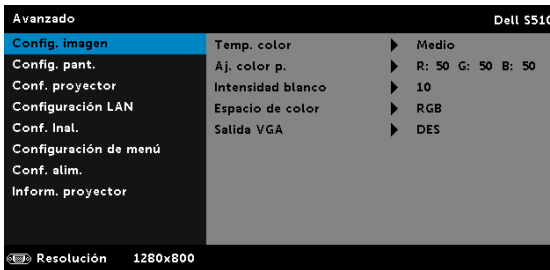 Avanzado Dell S510
Config. imagen Temp. color Medio
Config. pant. Aj. color p. R: 50 G: 50 B: 50
Conf. proyector Intensidad blanco 10
Configuración LAN Espacio de color RGB
Conf. Inal. Salida VGA DES
Configuración de menú
Conf. alim.
Inform. proyector
Resolución 1280x800